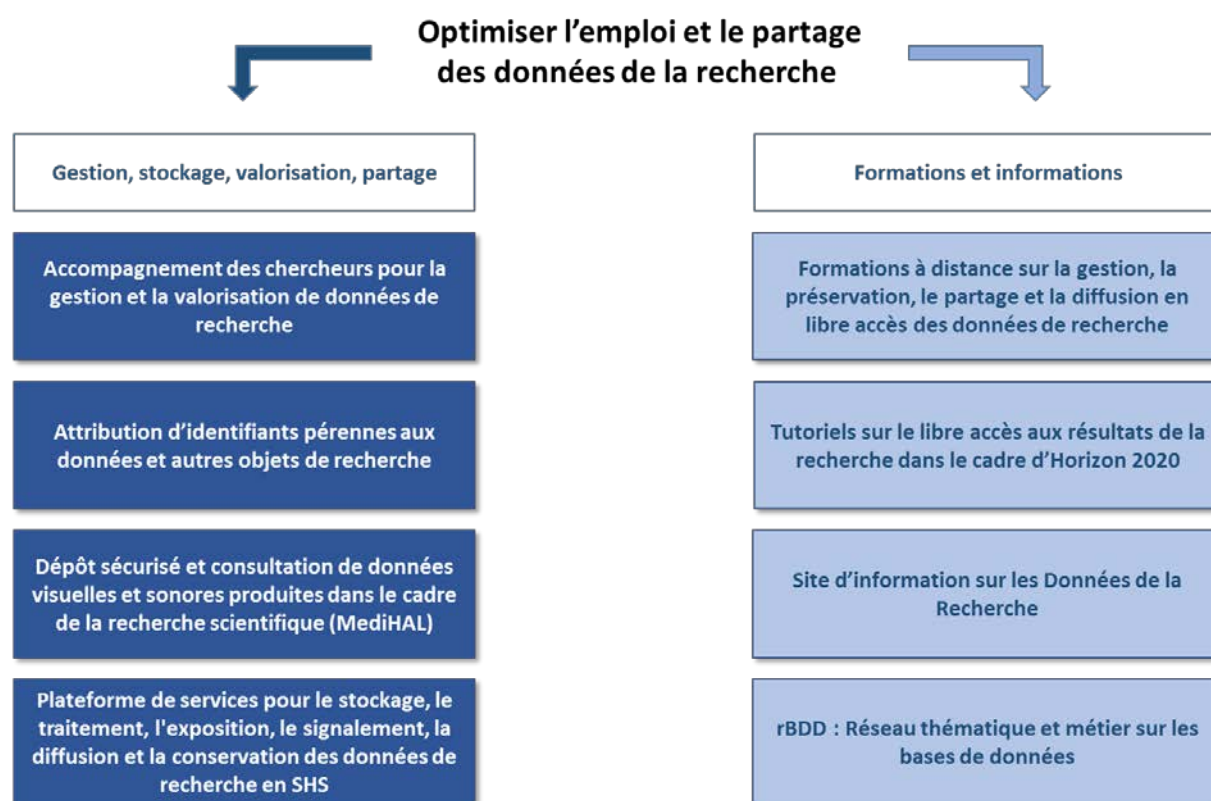 Optimiser l’emploi et le partage
des données de la recherche
Gestion, stockage, valorisation, partage
Accompagnement des chercheurs pour la
gestion et la valorisation de données de
recherche
Attribution d’identifiants pérennes aux
données et autres objets de recherche
Dépôt sécurisé et consultation de données
visuelles et sonores produites dans le cadre
de la recherche scientifique (MediHAL)
Plateforme de services pour le stockage, le
traitement, l'exposition, le signalement, la
diffusion et la conservation des données de
recherche en SHS
Formations et informations
Formations à distance sur la gestion, la
préservation, le partage et la diffusion en
libre accès des données de recherche
Tutoriels sur le libre accès aux résultats de la
recherche dans le cadre d’Horizon 2020
Site d’information sur les Données de la
Recherche
rBDD : Réseau thématique et métier sur les
bases de données